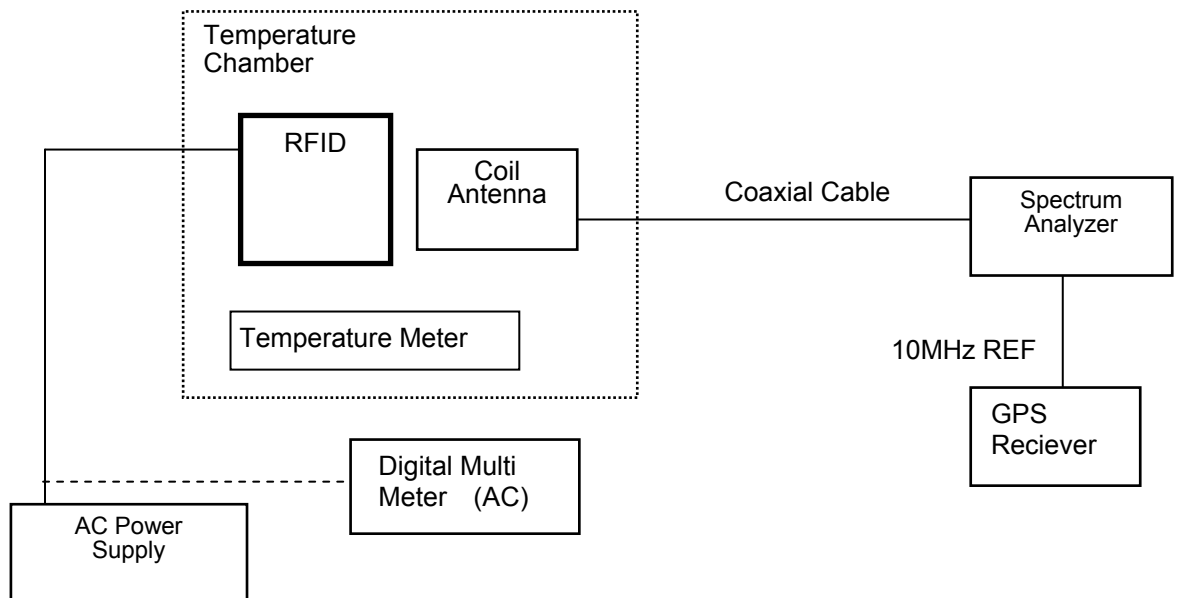 Temperature
Chamber
RFID
Coil
Antenna
Coaxial Cable
Spectrum
Analyzer
Temperature Meter
10MHz REF
GPS
Reciever
Digital Multi
Meter (AC)
AC Power
Supply